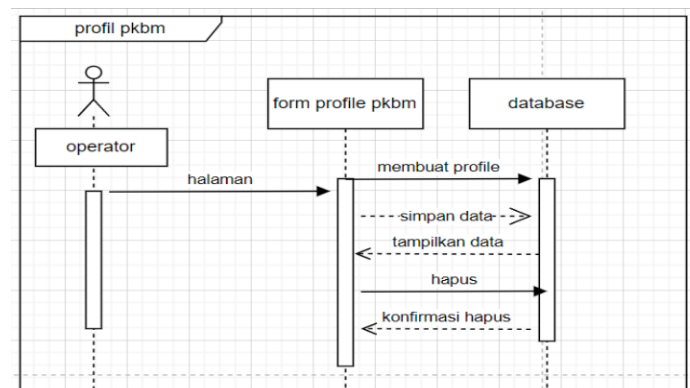 profil pkbm
form profile pkbm
database
operator
membuat profile
halaman
simpan data
tampilkan data
hapus
konfirmasi hapus